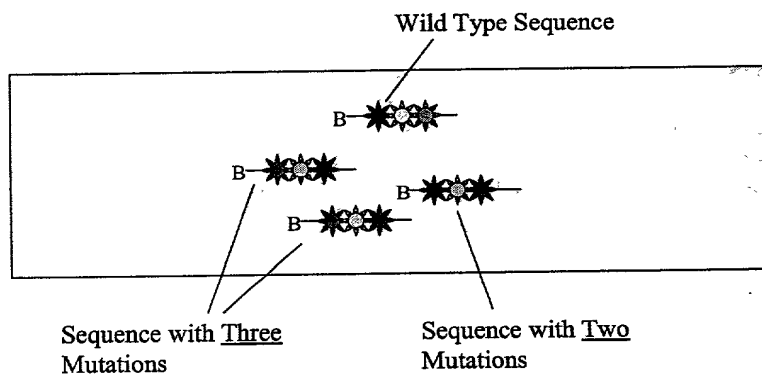 Wild Type Sequence
B
B
B
B
Sequence with Three
Mutations
Sequence with Two
Mutations